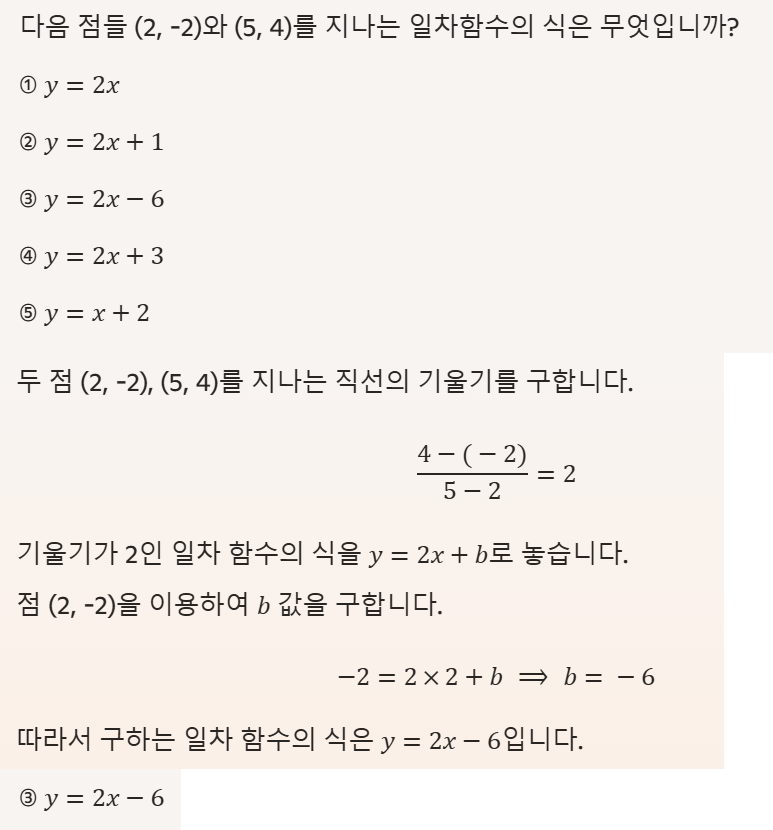 다음 점들 (2, -2)와 (5, 4)를 지나는 일차함수의 식은 무엇입니까?
① y = 2x
② y = 2x + 1
③ y = 2x − 6
④ y = 2x + 3
⑤ y = x + 2
두 점 (2, -2), (5, 4)를 지나는 직선의 기울기를 구합니다.
4 − ( − 2)
5 − 2
= 2
기울기가 2인 일차 함수의 식을 y = 2x + b로 놓습니다.
점 (2, -2)을 이용하여 b 값을 구합니다.
−2 = 2 × 2 + b ⟹ b = − 6
따라서 구하는 일차 함수의 식은 y = 2x − 6입니다.
③ y = 2x − 6